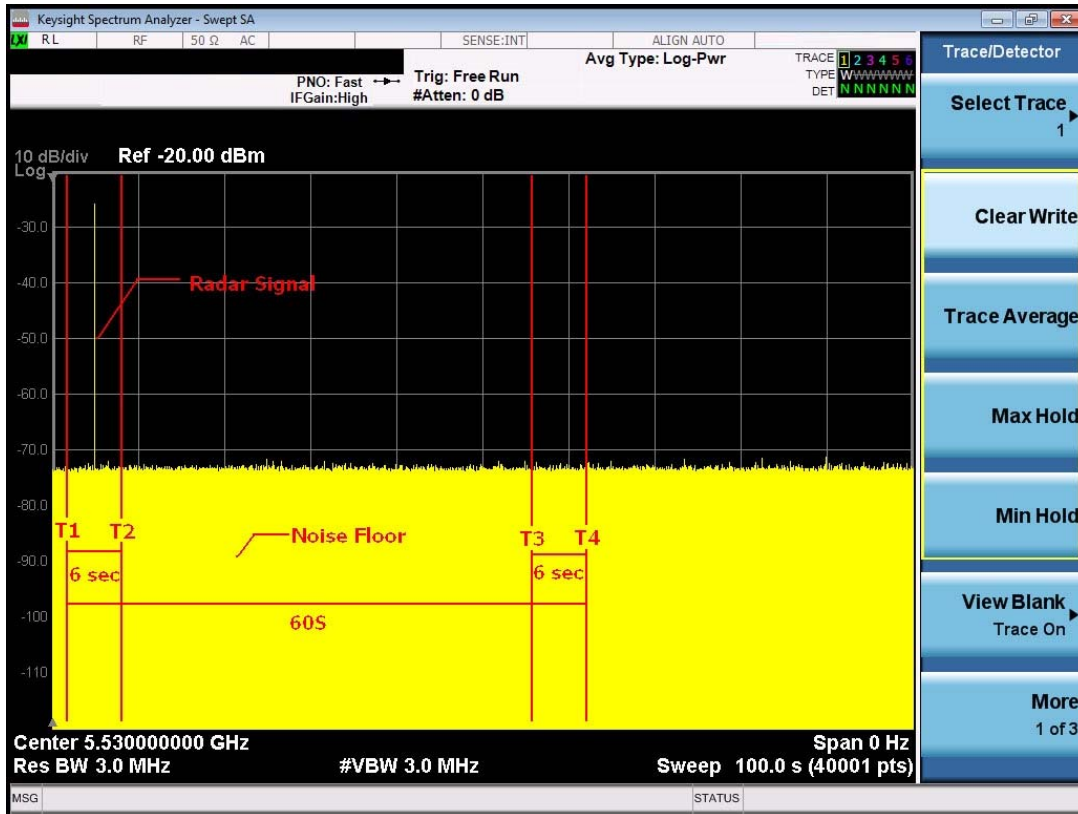 Keysight Spectrum Analyzer - Swept SA
LXI RL RF 50 Ω AC SENSE:INT ALIGN AUTO
PNO: Fast
IFGain:High
Trig: Free Run
#Atten: 0 dB
Avg Type: Log-Pwr
TRACE 1 2 3 4 5 6
TYPE WWWWWW
DET N N N N N N
10 dB/div
Log
Ref -20.00 dBm
-30.0
-40.0
-50.0
-60.0
-70.0
-80.0
-90.0
-100
-110
Radar Signal
Noise Floor
T1 T2 T3 T4
6 sec 6 sec
60S
Center 5.530000000 GHz Span 0 Hz
Res BW 3.0 MHz #VBW 3.0 MHz Sweep 100.0 s (40001 pts)
MSG STATUS
Trace/Detector
Select Trace
1
Clear Write
Trace Average
Max Hold
Min Hold
View Blank
Trace On
More
1 of 3